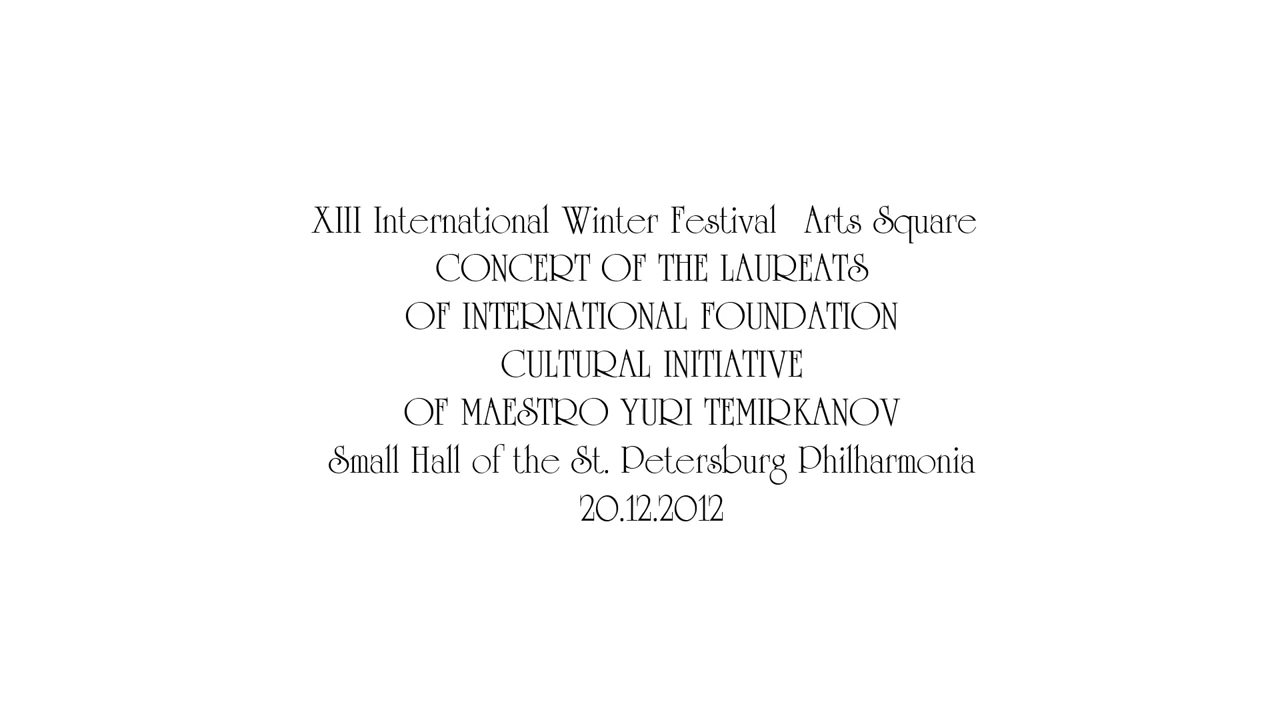 XIII International Winter Festival Arts Square
CONCERT OF THE LAUREATS
OF INTERNATIONAL FOUNDATION
CULTURAL INITIATIVE
OF MAESTRO YURI TEMIRKANOV
Small Hall of the St. Petersburg Philharmonia
20.12.2012